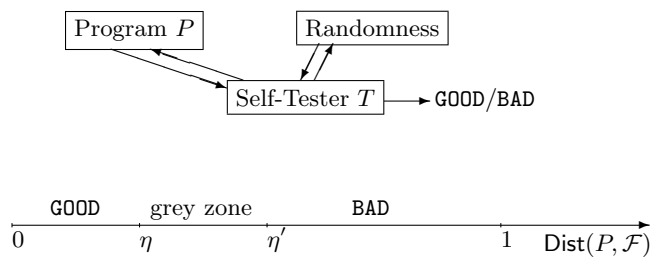 Program P Randomness
Self-Tester T GOOD/BAD
GOOD grey zone BAD
0 η η′ 1 Dist(P, ℱ)